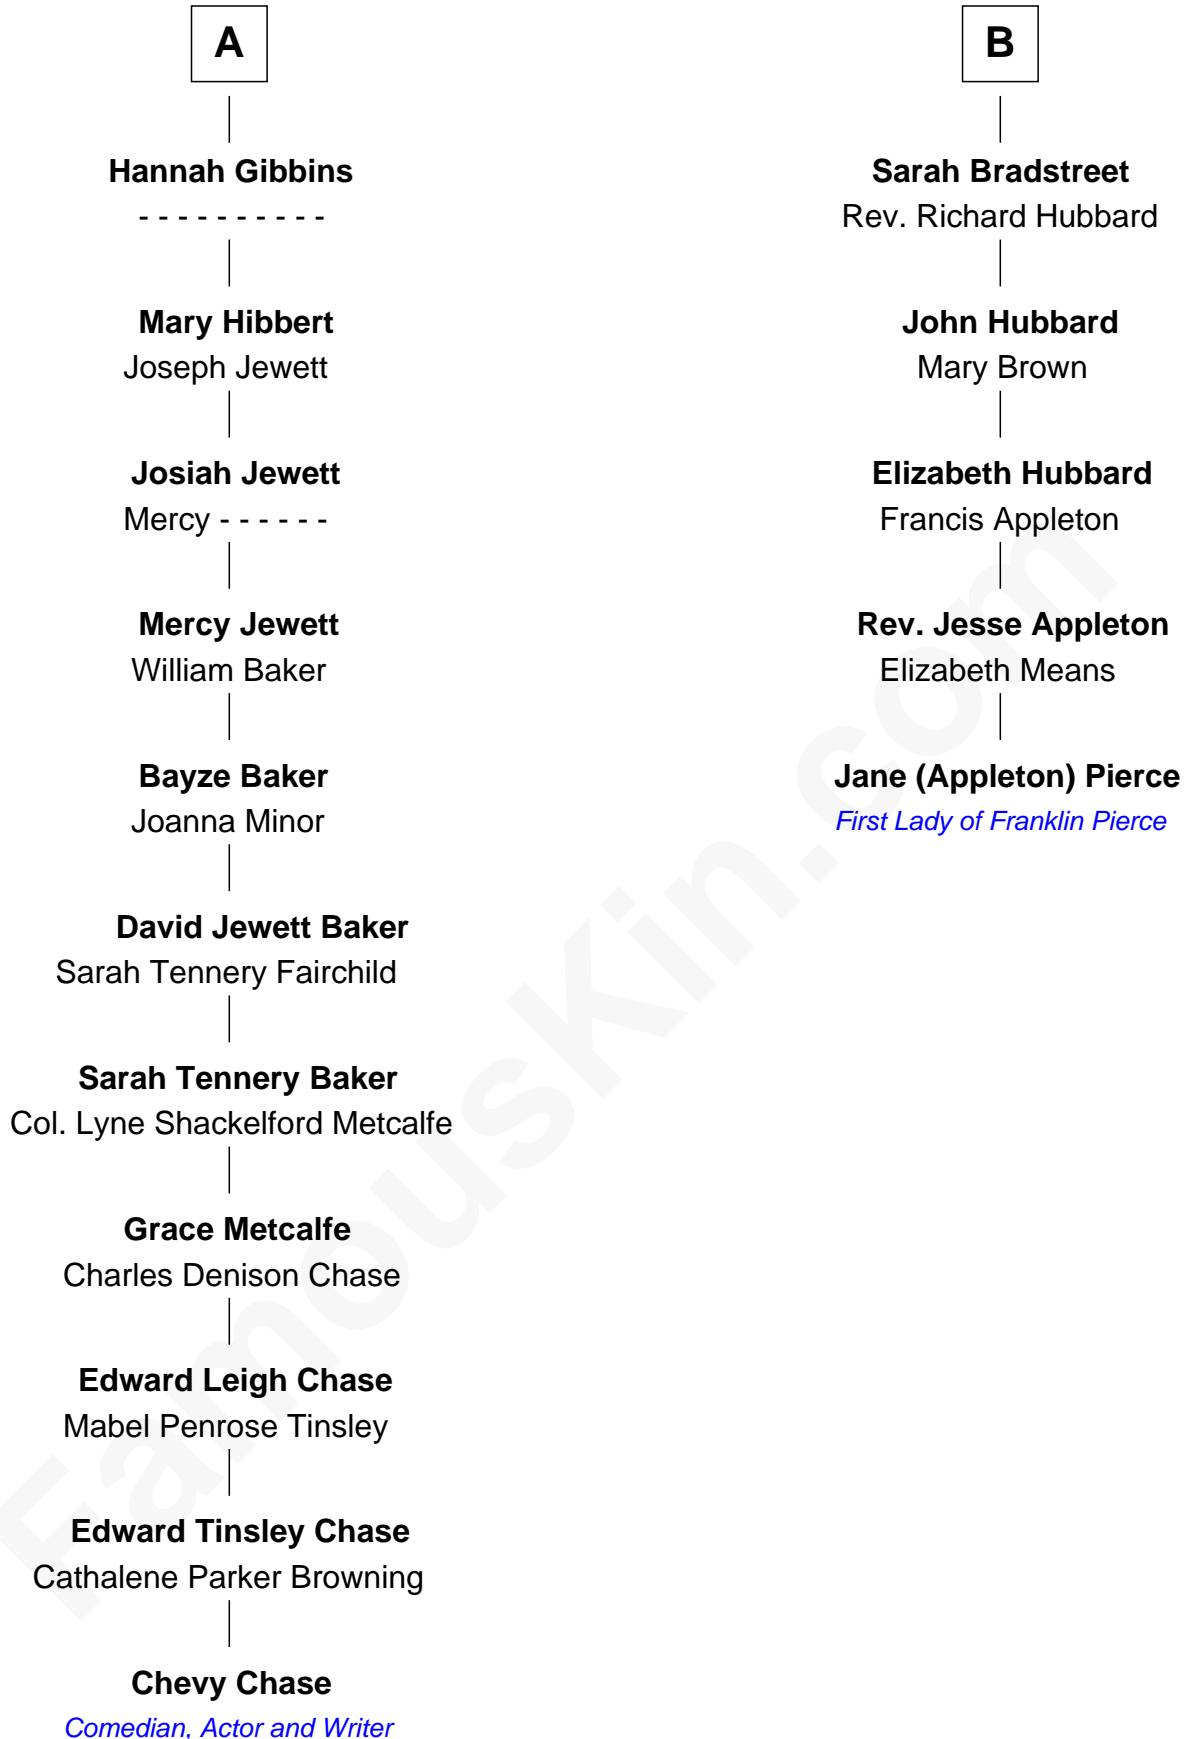 A
Hannah Gibbins
- - - - - - - - - -
Mary Hibbert
Joseph Jewett
Josiah Jewett
Mercy - - - - - -
Mercy Jewett
William Baker
Bayze Baker
Joanna Minor
David Jewett Baker
Sarah Tennery Fairchild
Sarah Tennery Baker
Col. Lyne Shackelford Metcalfe
Grace Metcalfe
Charles Denison Chase
Edward Leigh Chase
Mabel Penrose Tinsley
Edward Tinsley Chase
Cathalene Parker Browning
Chevy Chase
Comedian, Actor and Writer
B
Sarah Bradstreet
Rev. Richard Hubbard
John Hubbard
Mary Brown
Elizabeth Hubbard
Francis Appleton
Rev. Jesse Appleton
Elizabeth Means
Jane (Appleton) Pierce
First Lady of Franklin Pierce
FamousKin.com